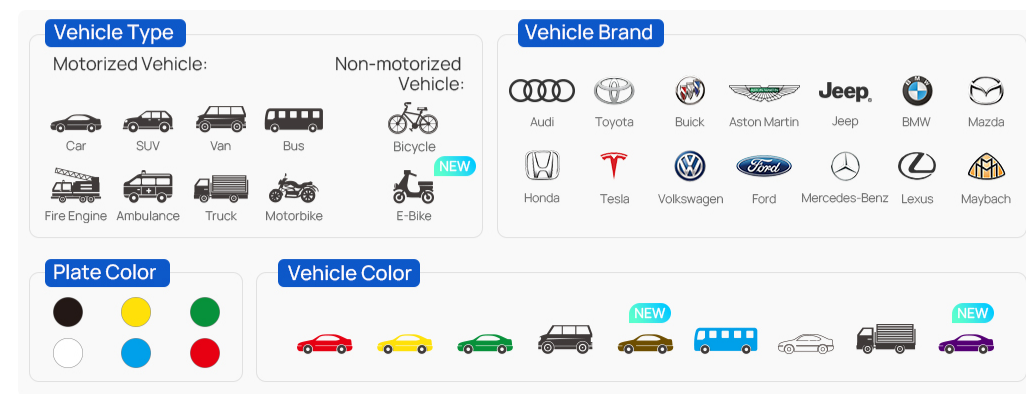 Vehicle Type
Motorized Vehicle:
Non-motorized
Vehicle:
Car
SUV
Van
Bus
Bicycle
NEW
Fire Engine
Ambulance
Truck
Motorbike
E-Bike
Vehicle Brand
Jeep
Ford
Audi
Toyota
Buick
Aston Martin
Jeep
BMW
Mazda
Honda
Tesla
Volkswagen
Ford
Mercedes-Benz
Lexus
Maybach
Plate Color
Vehicle Color
NEW
NEW